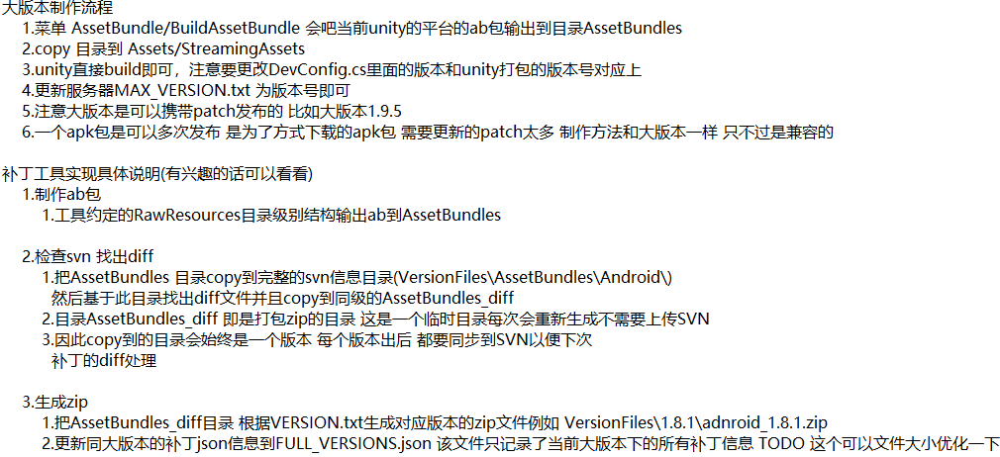 大版本制作流程
1.菜单 AssetBundle/BuildAssetBundle 会吧当前unity的平台的ab包输出到目录AssetBundles
2.copy 目录到 Assets/StreamingAssets
3.unity直接build即可，注意要更改DevConfig.cs里面的版本和unity打包的版本号对应上
4.更新服务器MAX_VERSION.txt 为版本号即可
5.注意大版本是可以携带patch发布的 比如大版本1.9.5
6.一个apk包是可以多次发布 是为了方式下载的apk包 需要更新的patch太多 制作方法和大版本一样 只不过是兼容的
补丁工具实现具体说明(有兴趣的话可以看看)
1.制作ab包
1.工具约定的RawResources目录级别结构输出ab到AssetBundles
2.检查svn 找出diff
1.把AssetBundles 目录copy到完整的svn信息目录(VersionFiles\AssetBundles\Android\)
然后基于此目录找出diff文件并且copy到同级的AssetBundles_diff
2.目录AssetBundles_diff 即是打包zip的目录 这是一个临时目录每次会重新生成不需要上传SVN
3.因此copy到的目录会始终是一个版本 每个版本出后 都要同步到SVN以便下次
补丁的diff处理
3.生成zip
1.把AssetBundles_diff目录 根据VERSION.txt生成对应版本的zip文件例如 VersionFiles\1.8.1\adnroid_1.8.1.zip
2.更新同大版本的补丁json信息到FULL_VERSIONS.json 该文件只记录了当前大版本下的所有补丁信息 TODO 这个可以文件大小优化一下